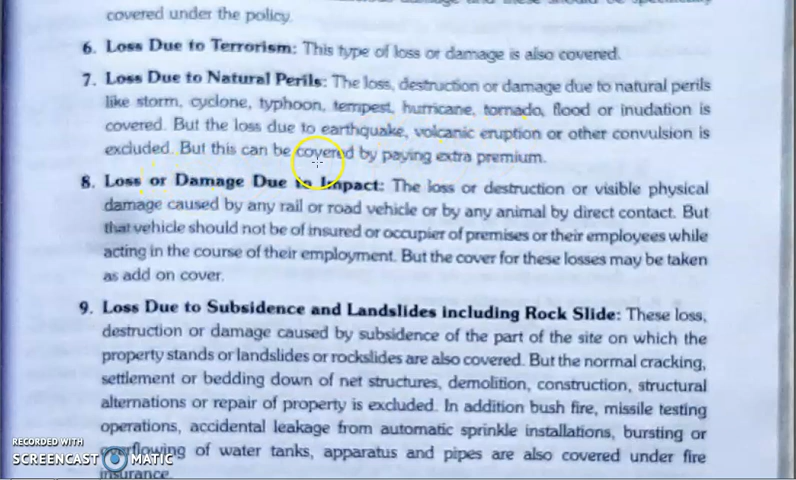 covered under the policy.
6. Loss Due to Terrorism: This type of loss or damage is also covered.
7. Loss Due to Natural Perils: The loss, destruction or damage due to natural perils
like storm, cyclone, typhoon, tempest, hurricane, tornado, flood or inudation is
covered. But the loss due to earthquake, volcanic eruption or other convulsion is
excluded. But this can be covered by paying extra premium.
8. Loss or Damage Due to Impact: The loss or destruction or visible physical
damage caused by any rail or road vehicle or by any animal by direct contact. But
that vehicle should not be of insured or occupier of premises or their employees while
acting in the course of their employment. But the cover for these losses may be taken
as add on cover.
9. Loss Due to Subsidence and Landslides including Rock Slide: These loss,
destruction or damage caused by subsidence of the part of the site on which the
property stands or landslides or rockslides are also covered. But the normal cracking,
settlement or bedding down of net structures, demolition, construction, structural
alternations or repair of property is excluded. In addition bush fire, missile testing
operations, accidental leakage from automatic sprinkle installations, bursting or
overflowing of water tanks, apparatus and pipes are also covered under fire
insurance.
RECORDED WITH
SCREENCAST MATIC